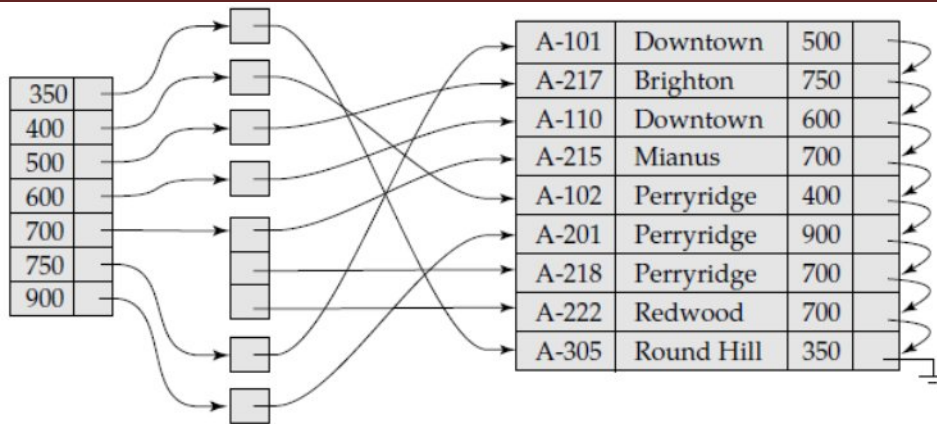 350
400
500
600
700
750
900
A-101 Downtown 500
A-217 Brighton 750
A-110 Downtown 600
A-215 Mianus 700
A-102 Perryridge 400
A-201 Perryridge 900
A-218 Perryridge 700
A-222 Redwood 700
A-305 Round Hill 350